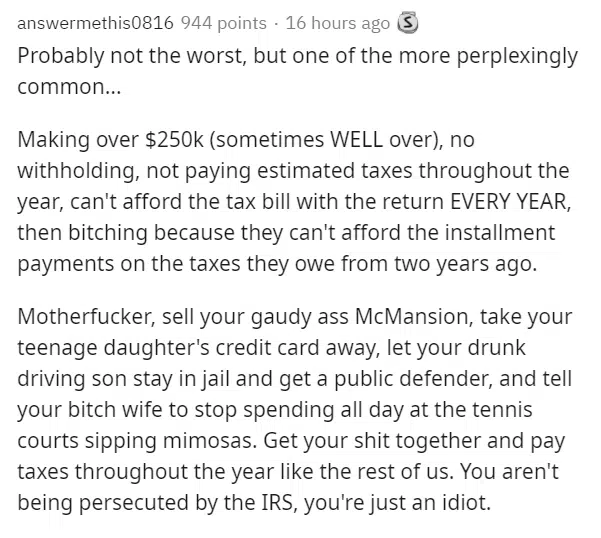 answermethis0816 944 points · 16 hours ago S
Probably not the worst, but one of the more perplexingly
common...
Making over $250k (sometimes WELL over), no
withholding, not paying estimated taxes throughout the
year, can't afford the tax bill with the return EVERY YEAR,
then bitching because they can't afford the installment
payments on the taxes they owe from two years ago.
Motherfucker, sell your gaudy ass McMansion, take your
teenage daughter's credit card away, let your drunk
driving son stay in jail and get a public defender, and tell
your bitch wife to stop spending all day at the tennis
courts sipping mimosas. Get your shit together and pay
taxes throughout the year like the rest of us. You aren't
being persecuted by the IRS, you're just an idiot.